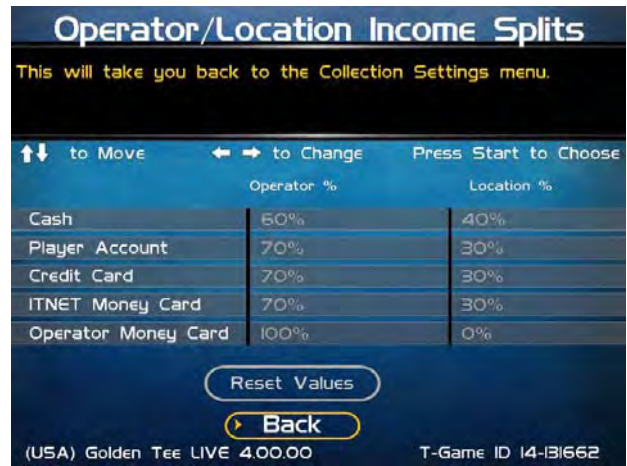 Operator/Location Income Splits
This will take you back to the Collection Settings menu.
to Move to Change Press Start to Choose
Operator % Location %
Cash 60% 40%
Player Account 70% 30%
Credit Card 70% 30%
ITNET Money Card 70% 30%
Operator Money Card 100% 0%
Reset Values
Back
(USA) Golden Tee LIVE 4.00.00 T-Game ID 14-131662